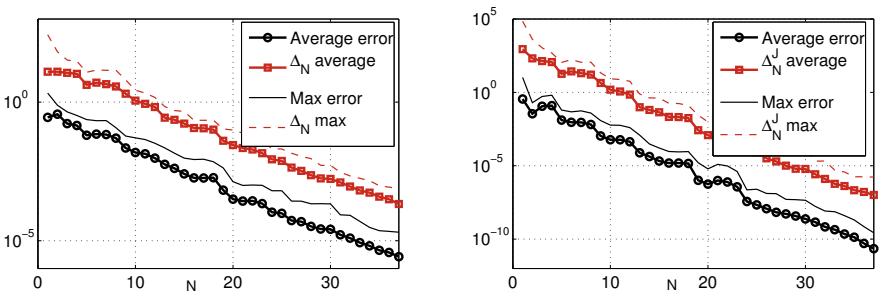 Average error
Δ_N average
Max error
Δ_N max
10^0
10^−5
10
20
30
N
Average error
Δ_N^J average
Max error
Δ_N^J max
10^5
10^0
10^−5
10^−10
10
20
30
N